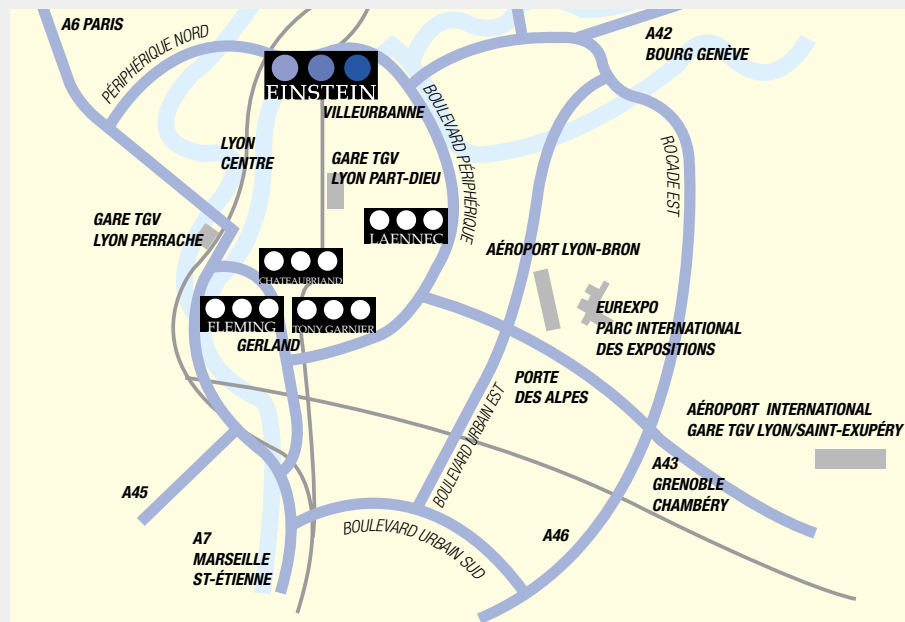 A6 PARIS
PÉRIPHÉRIQUE NORD
A42
BOURG GENÈVE
EINSTEIN
VILLEURBANNE
BOULEVARD PÉRIPHÉRIQUE
ROCADE EST
LYON
CENTRE
GARE TGV
LYON PART-DIEU
GARE TGV
LYON PERRACHE
LAENNEC
AÉROPORT LYON-BRON
CHATEAUBRIAND
FLEMING
TONY GARNIER
GERLAND
EUREXPO
PARC INTERNATIONAL
DES EXPOSITIONS
PORTE
DES ALPES
BOULEVARD URBAIN EST
AÉROPORT INTERNATIONAL
GARE TGV LYON/SAINT-EXUPÉRY
A43
GRENOBLE
CHAMBÉRY
A45
A7
MARSEILLE
ST-ÉTIENNE
BOULEVARD URBAIN SUD
A46